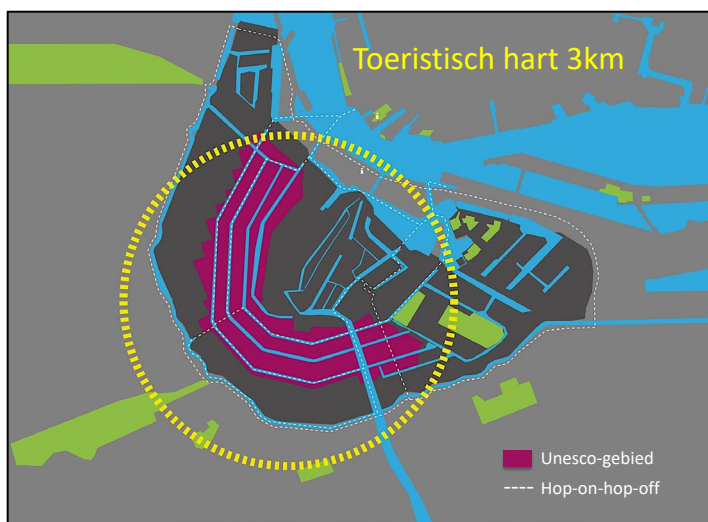 Toeristisch hart 3km
i
i
Unesco-gebied
Hop-on-hop-off